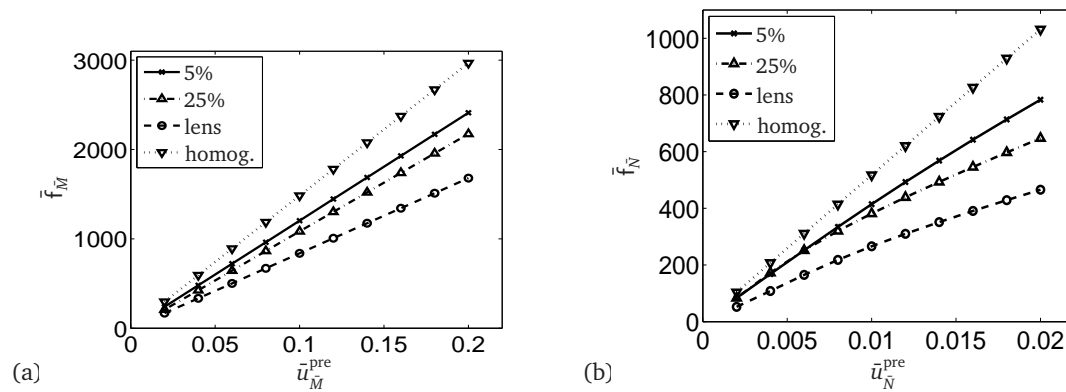 3000
2000
1000
0
f̄_M̄
5%
25%
lens
homog.
0 0.05 0.1 0.15 0.2
ū_M̄^pre
(a)
1000
800
600
400
200
0
f̄_N̄
5%
25%
lens
homog.
0 0.005 0.01 0.015 0.02
ū_N̄^pre
(b)